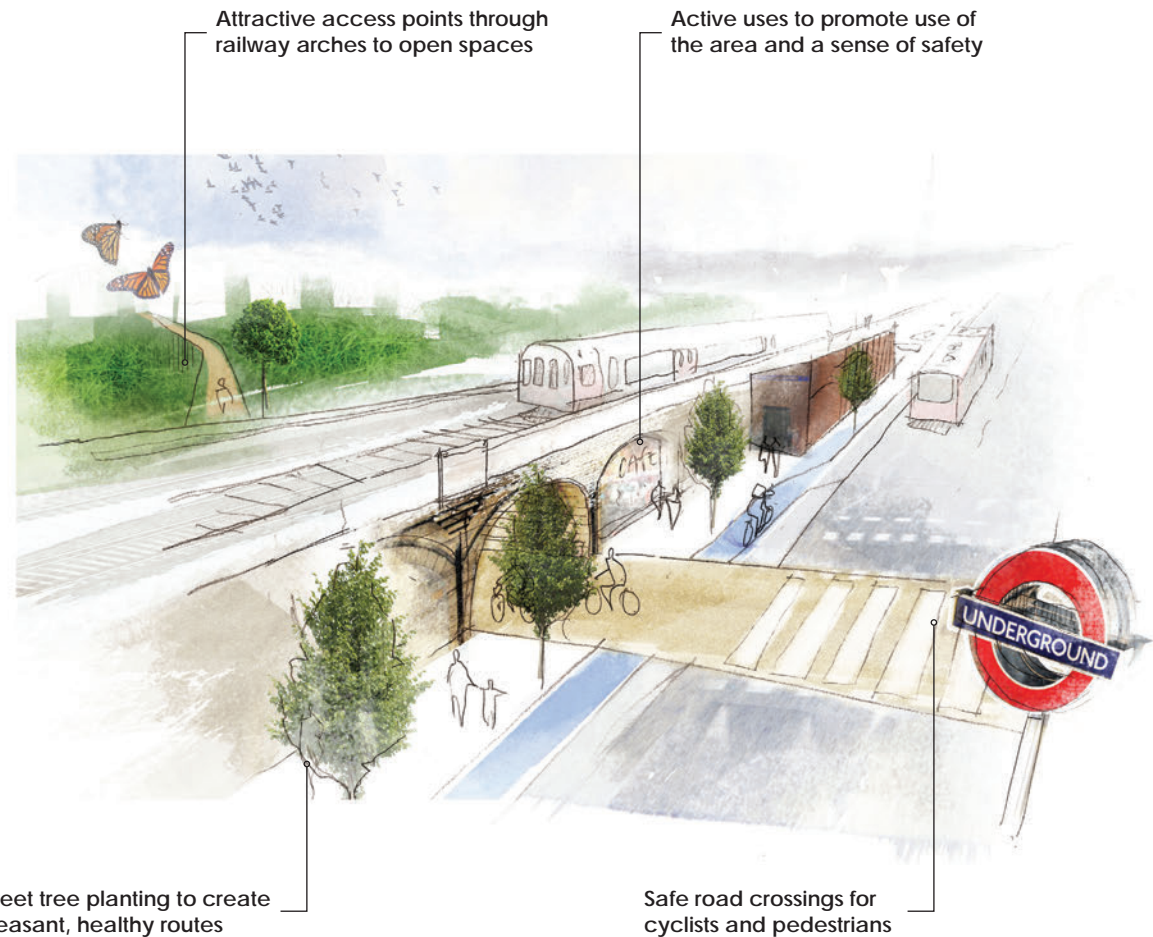 Attractive access points through
railway arches to open spaces
Active uses to promote use of
the area and a sense of safety
CAFE
UNDERGROUND
eet tree planting to create
easant, healthy routes
Safe road crossings for
cyclists and pedestrians